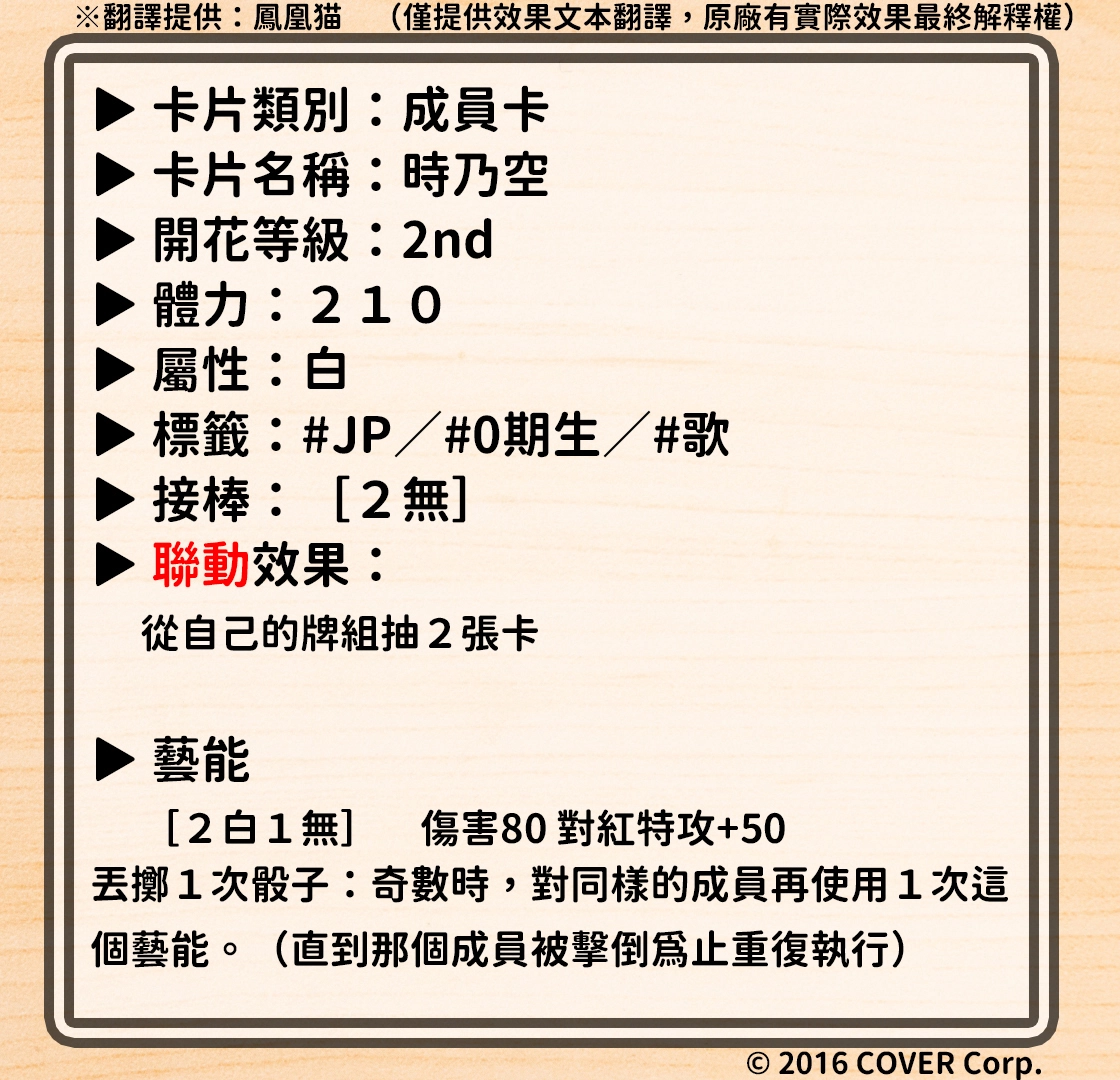 ※翻譯提供：鳳凰猫　（僅提供效果文本翻譯，原廠有實際效果最終解釋權）
▶ 卡片類別：成員卡
▶ 卡片名稱：時乃空
▶ 開花等級：2nd
▶ 體力：２１０
▶ 屬性：白
▶ 標籤：#JP／#0期生／#歌
▶ 接棒：［２無］
▶ 聯動效果：
從自己的牌組抽２張卡
▶ 藝能
［２白１無］　傷害80 對紅特攻+50
丟擲１次骰子：奇數時，對同樣的成員再使用１次這
個藝能。（直到那個成員被擊倒爲止重復執行）
© 2016 COVER Corp.